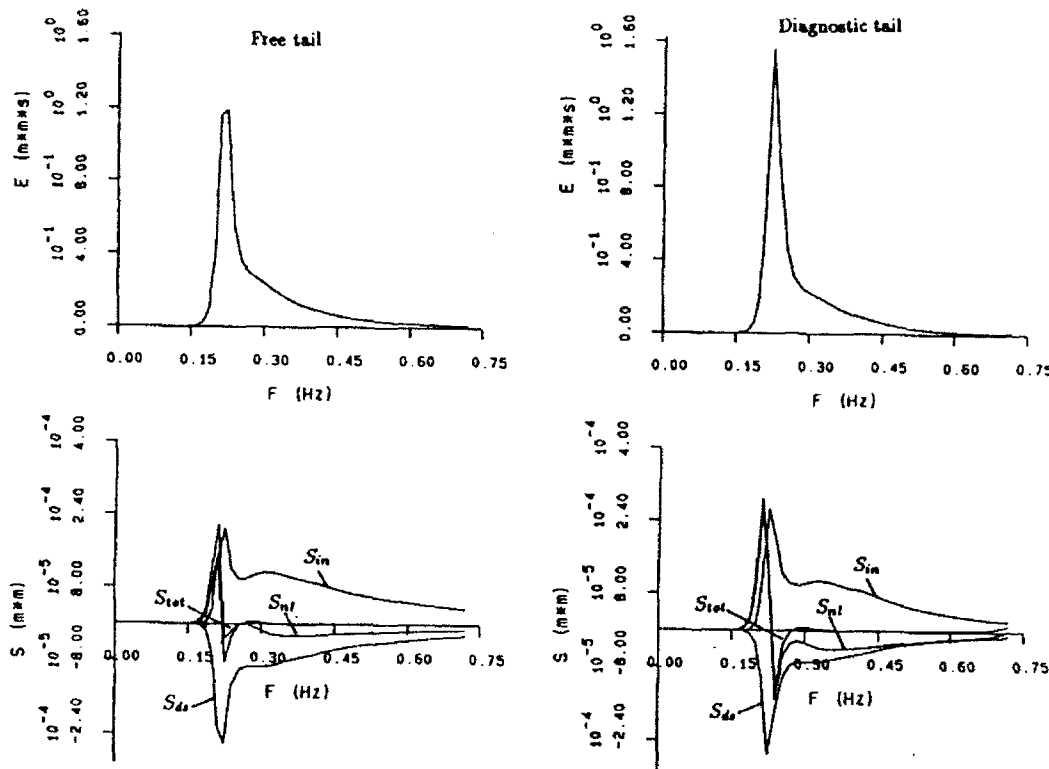 Free tail
E (m*m*s)
10^0 1.60
10^0 1.20
10^-1 8.00
10^-1 4.00
0.00
0.00 0.15 0.30 0.45 0.60 0.75
F (Hz)
Diagnostic tail
E (m*m*s)
10^0 1.60
10^0 1.20
10^-1 8.00
10^-1 4.00
0.00
0.00 0.15 0.30 0.45 0.60 0.75
F (Hz)
S (m*m)
10^-4 4.00
10^-4 2.40
10^-5 8.00
10^-5 -8.00
10^-4 -2.40
S_in
S_tot
S_nl
S_ds
0.00 0.15 0.30 0.45 0.60 0.75
F (Hz)
S (m*m)
10^-4 4.00
10^-4 2.40
10^-5 8.00
10^-5 -8.00
10^-4 -2.40
S_in
S_tot
S_nl
S_ds
0.00 0.15 0.30 0.45 0.60 0.75
F (Hz)